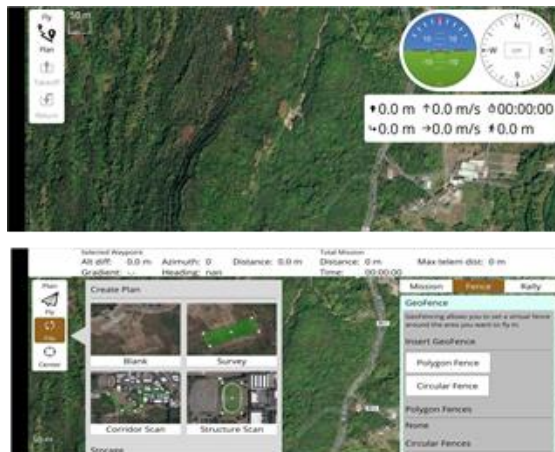 Fly
50 m
Plan
Takeoff
Return
N
W
E
S
0.0 m ↑0.0 m/s 00:00:00
0.0 m →0.0 m/s 0.0 m
Selected Waypoint
Alt diff: 0.0 m Azimuth: 0 Distance: 0.0 m
Gradient: -.- Heading: nan
Total Mission
Distance: 0 m Max telem dist: 0 m
Time: 00:00:00
Plan
Fly
File
Center
Create Plan
Blank
Survey
Corridor Scan
Structure Scan
Storage
Mission Fence Rally
GeoFence
GeoFencing allows you to set a virtual fence
around the area you want to fly in.
Insert GeoFence
Polygon Fence
Circular Fence
Polygon Fences
None
Circular Fences